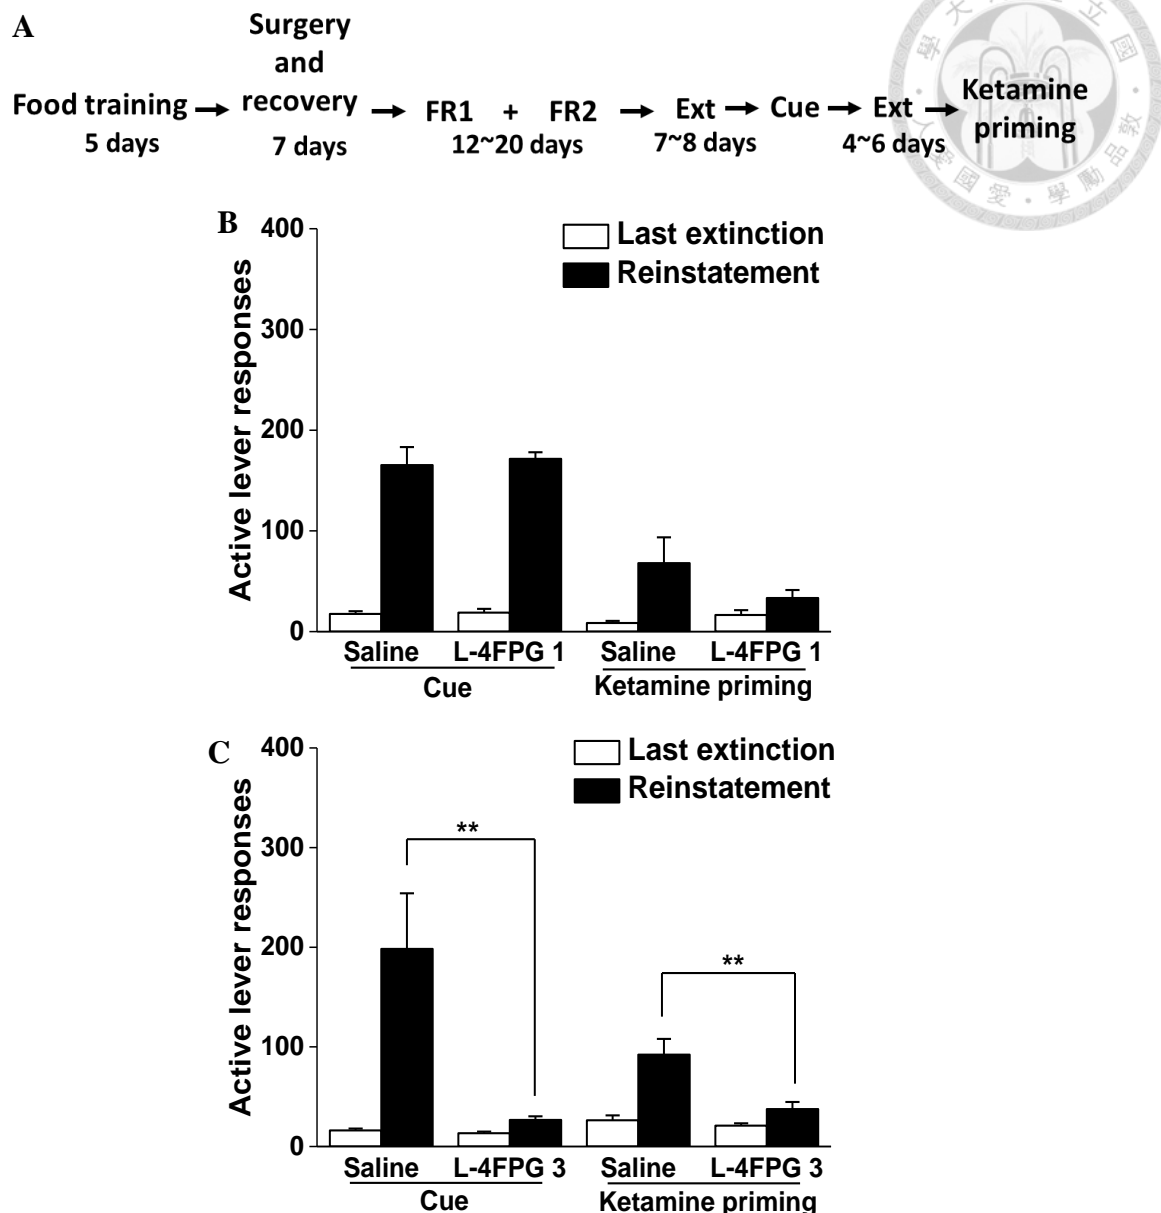 A
Surgery
and
recovery
Food training → → FR1 + FR2 → Ext → Cue → Ext → Ketamine
priming
5 days 7 days 12~20 days 7~8 days 4~6 days
B
Last extinction
Reinstatement
Active lever responses
400
300
200
100
0
Saline L-4FPG 1 Saline L-4FPG 1
Cue Ketamine priming
C
Last extinction
Reinstatement
Active lever responses
400
300
200
100
0
**
**
Saline L-4FPG 3 Saline L-4FPG 3
Cue Ketamine priming